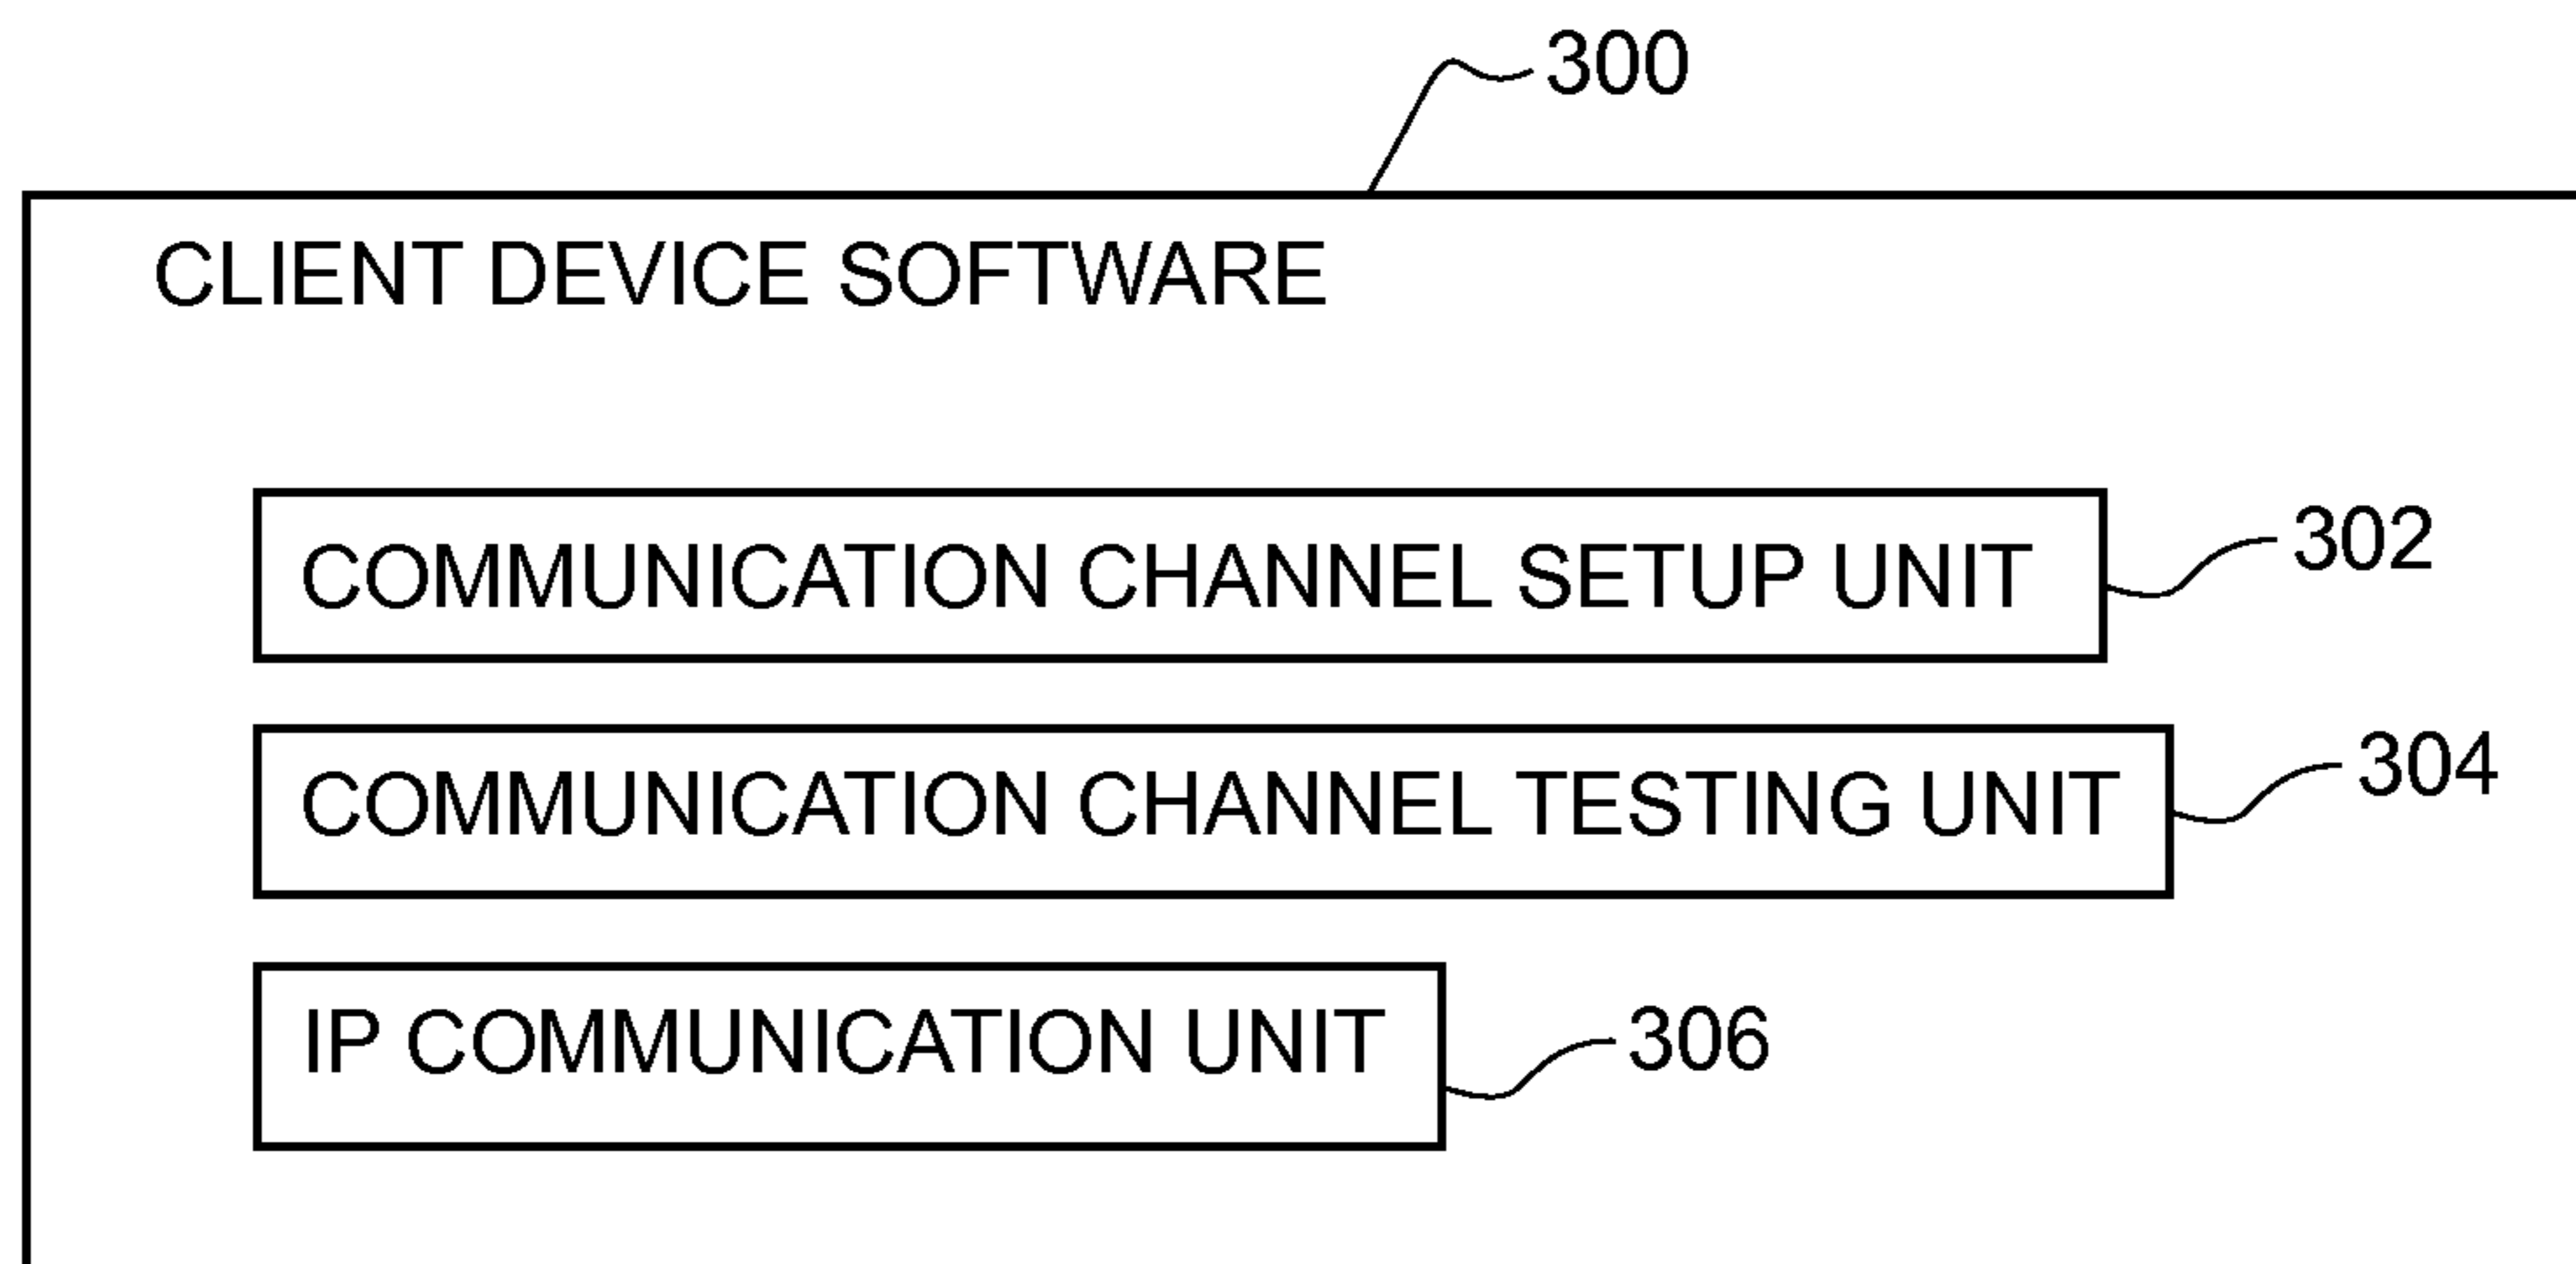 300
CLIENT DEVICE SOFTWARE
COMMUNICATION CHANNEL SETUP UNIT
302
COMMUNICATION CHANNEL TESTING UNIT
304
IP COMMUNICATION UNIT
306